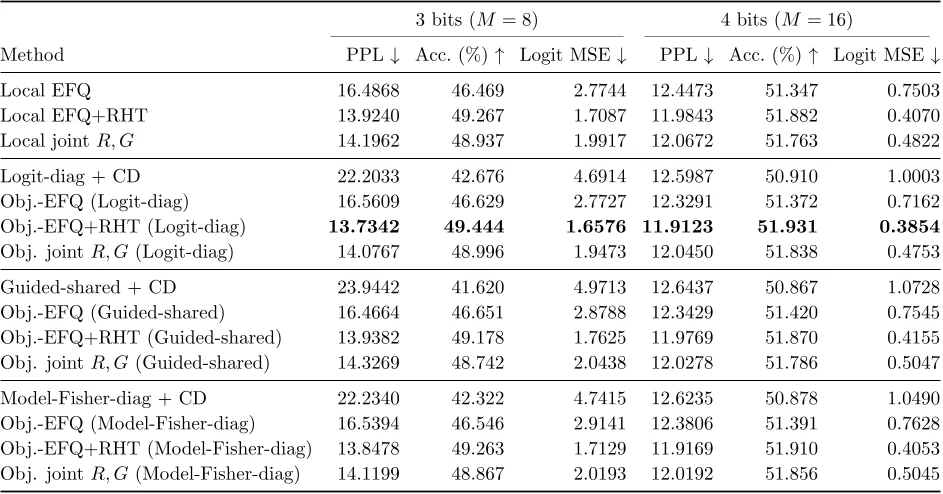 3 bits (M = 8) 4 bits (M = 16)
Method PPL ↓ Acc. (%) ↑ Logit MSE ↓ PPL ↓ Acc. (%) ↑ Logit MSE ↓
Local EFQ 16.4868 46.469 2.7744 12.4473 51.347 0.7503
Local EFQ+RHT 13.9240 49.267 1.7087 11.9843 51.882 0.4070
Local joint R, G 14.1962 48.937 1.9917 12.0672 51.763 0.4822
Logit-diag + CD 22.2033 42.676 4.6914 12.5987 50.910 1.0003
Obj.-EFQ (Logit-diag) 16.5609 46.629 2.7727 12.3291 51.372 0.7162
Obj.-EFQ+RHT (Logit-diag) 13.7342 49.444 1.6576 11.9123 51.931 0.3854
Obj. joint R, G (Logit-diag) 14.0767 48.996 1.9473 12.0450 51.838 0.4753
Guided-shared + CD 23.9442 41.620 4.9713 12.6437 50.867 1.0728
Obj.-EFQ (Guided-shared) 16.4664 46.651 2.8788 12.3429 51.420 0.7545
Obj.-EFQ+RHT (Guided-shared) 13.9382 49.178 1.7625 11.9769 51.870 0.4155
Obj. joint R, G (Guided-shared) 14.3269 48.742 2.0438 12.0278 51.786 0.5047
Model-Fisher-diag + CD 22.2340 42.322 4.7415 12.6235 50.878 1.0490
Obj.-EFQ (Model-Fisher-diag) 16.5394 46.546 2.9141 12.3806 51.391 0.7628
Obj.-EFQ+RHT (Model-Fisher-diag) 13.8478 49.263 1.7129 11.9169 51.910 0.4053
Obj. joint R, G (Model-Fisher-diag) 14.1199 48.867 2.0193 12.0192 51.856 0.5045